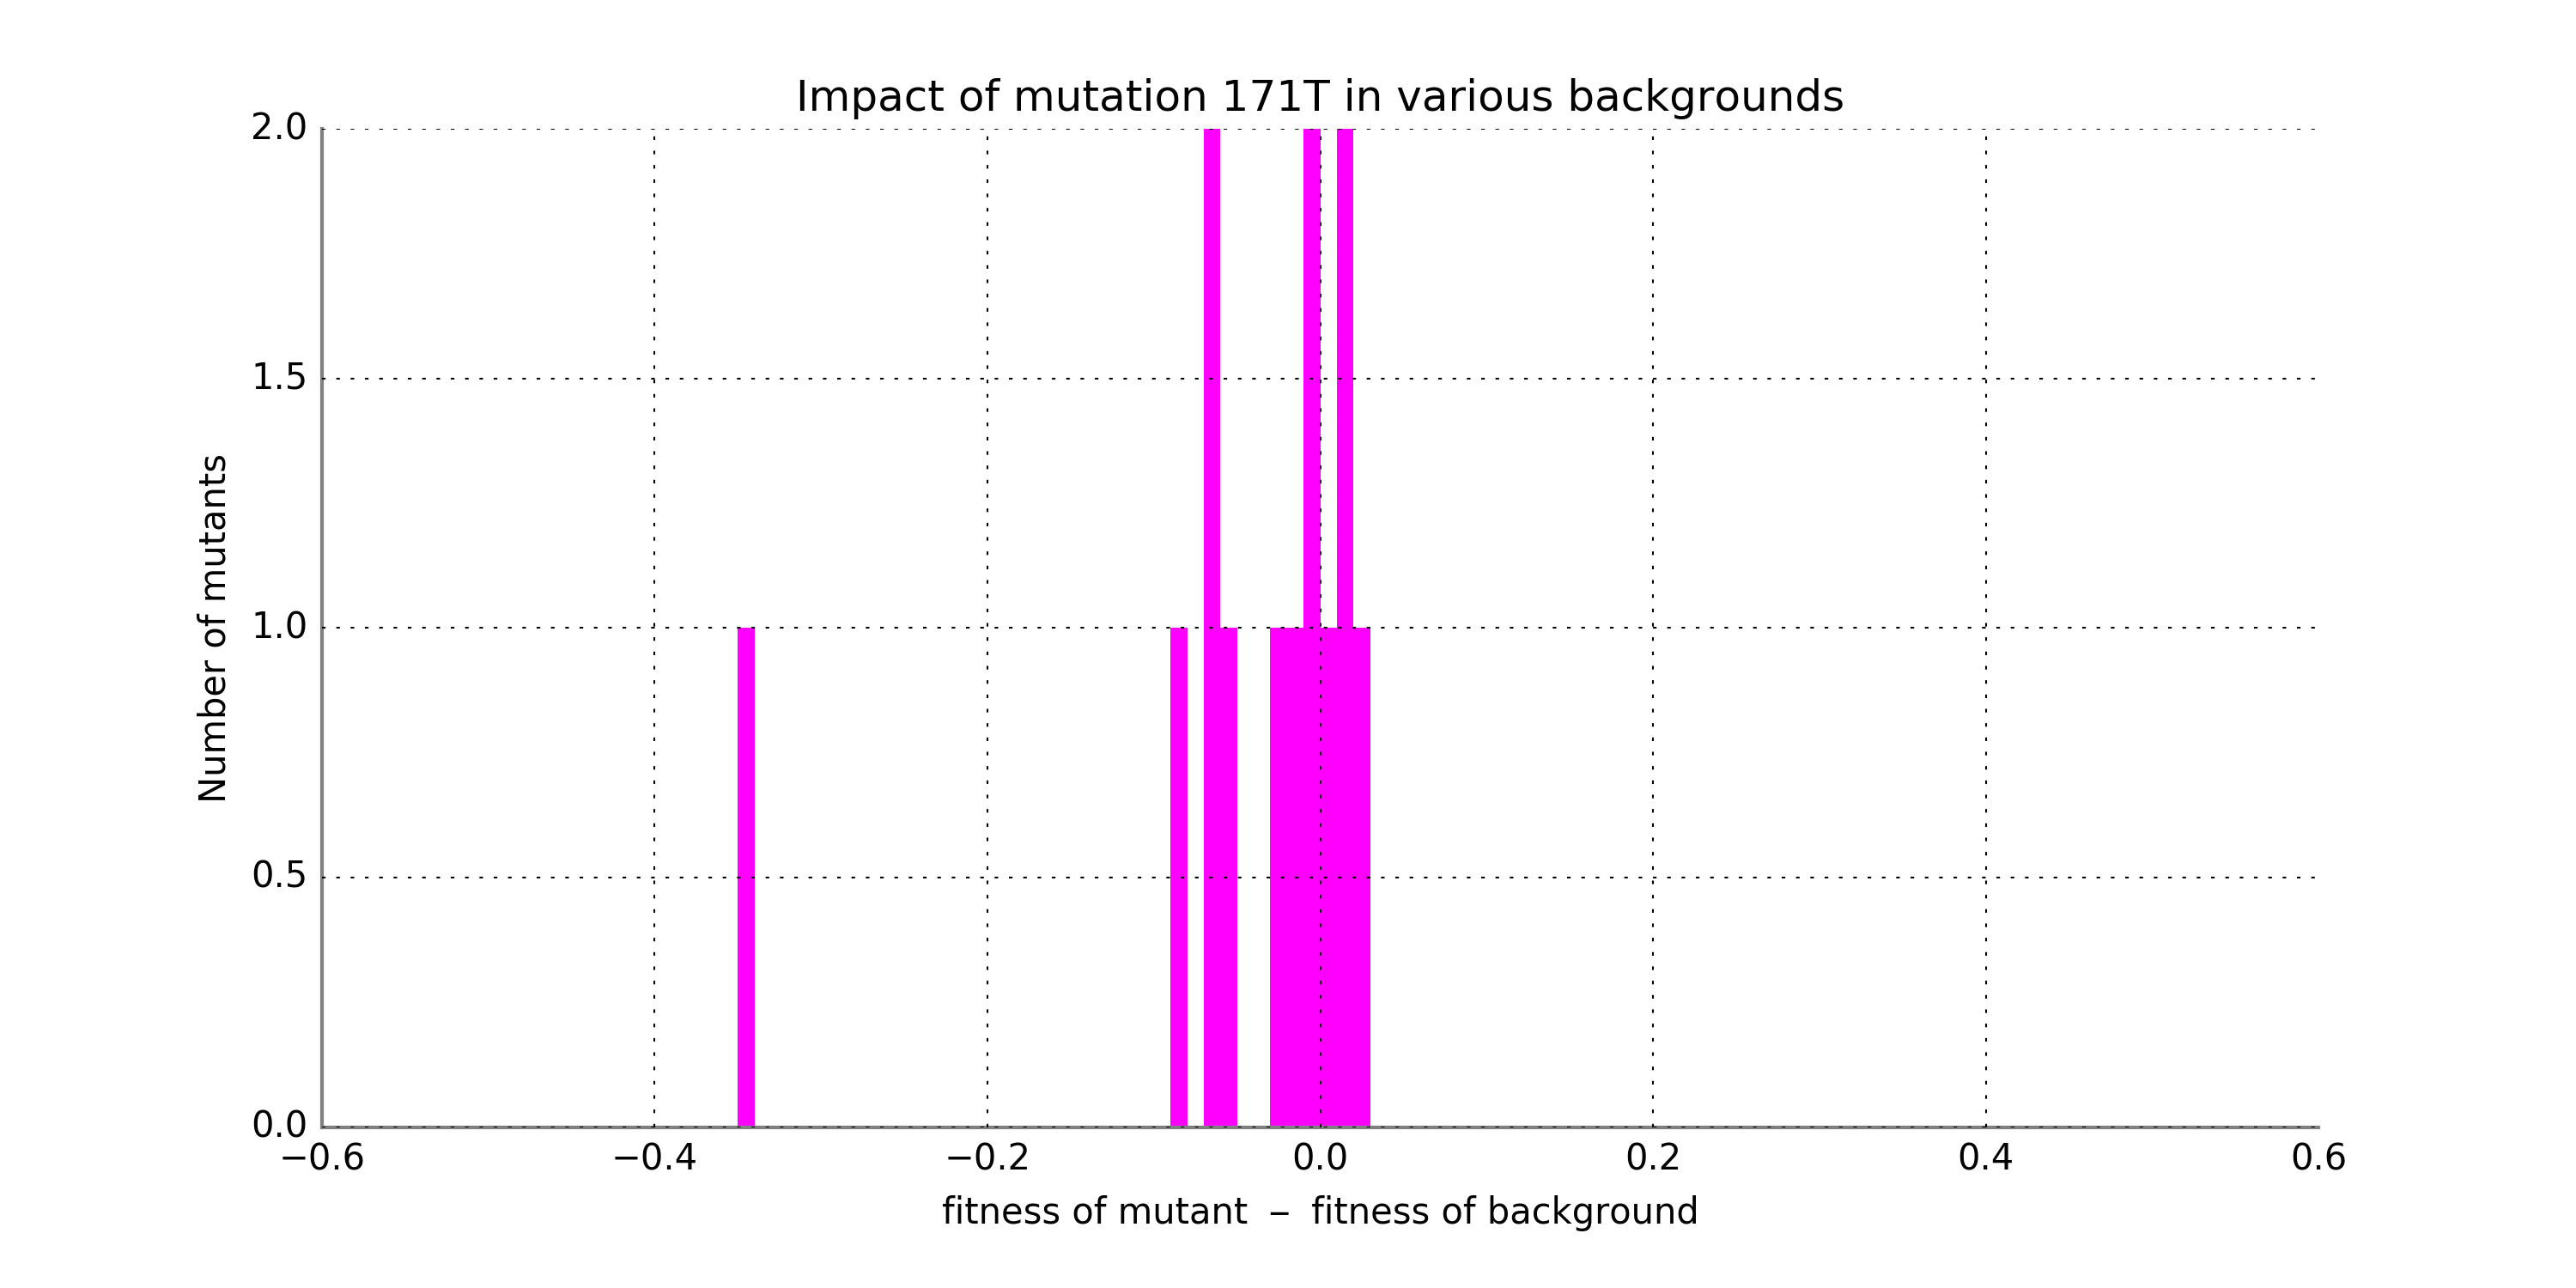 Impact of mutation 171T in various backgrounds
2.0
1.5
1.0
0.5
0.0
Number of mutants
−0.6 −0.4 −0.2 0.0 0.2 0.4 0.6
fitness of mutant − fitness of background